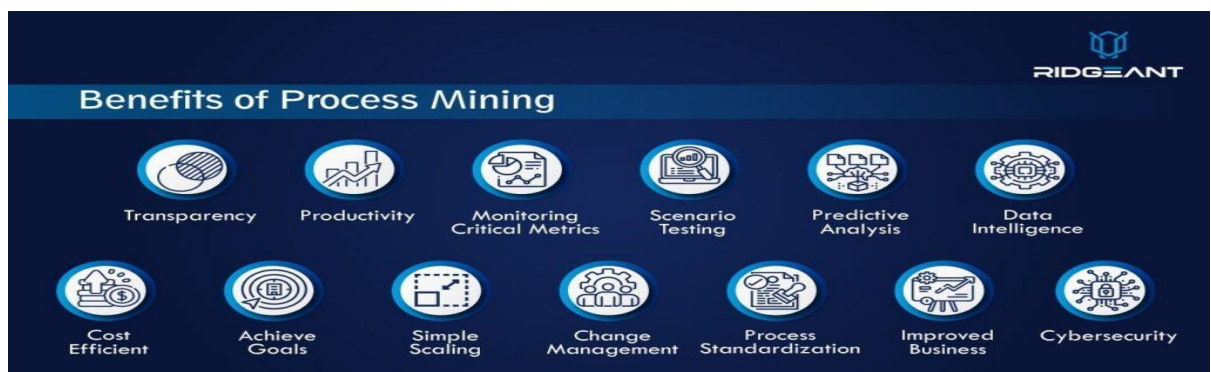 RIDGEANT
Benefits of Process Mining
Transparency
Productivity
Monitoring
Critical Metrics
Scenario
Testing
Predictive
Analysis
Data
Intelligence
Cost
Efficient
Achieve
Goals
Simple
Scaling
Change
Management
Process
Standardization
Improved
Business
Cybersecurity